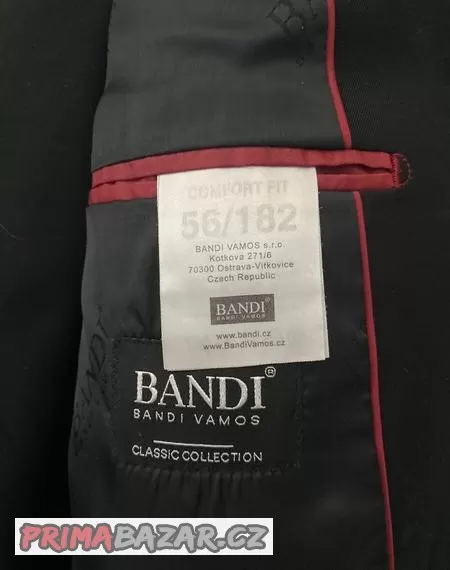 BANDI
COMFORT FIT
56/182
BANDI VAMOS s.r.o.
Kotkova 271/6
70300 Ostrava-Vítkovice
Czech Republic
BANDI
www.bandi.cz
www.BandiVamos.cz
BANDI
BANDI®
BANDI VAMOS
CLASSIC COLLECTION
PRIMABAZAR.CZ